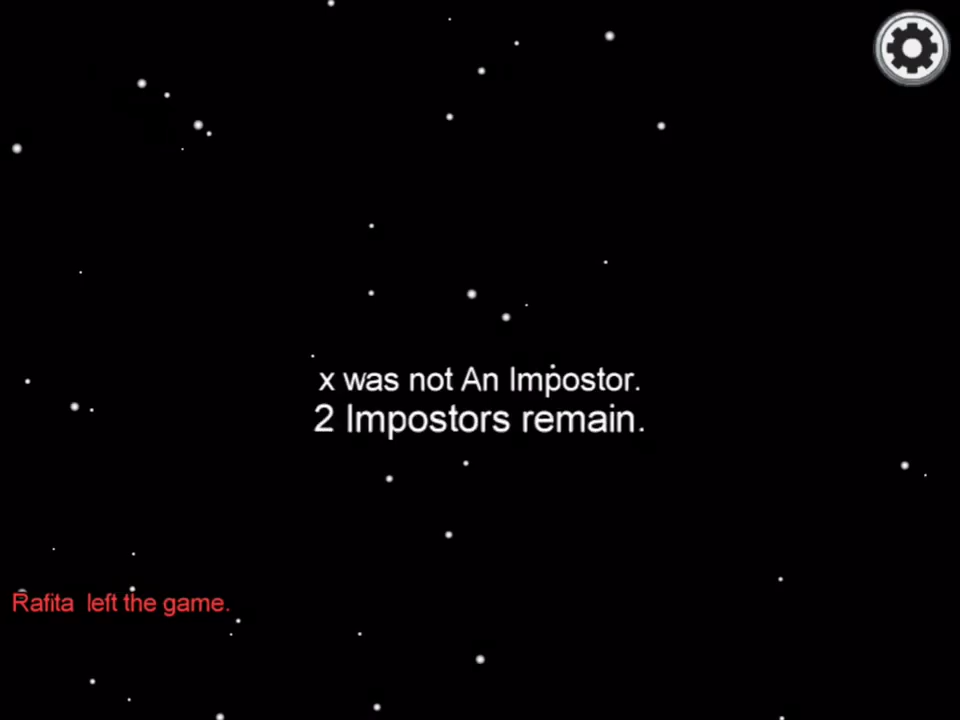 x was not An Impostor.
2 Impostors remain.
Rafita left the game.